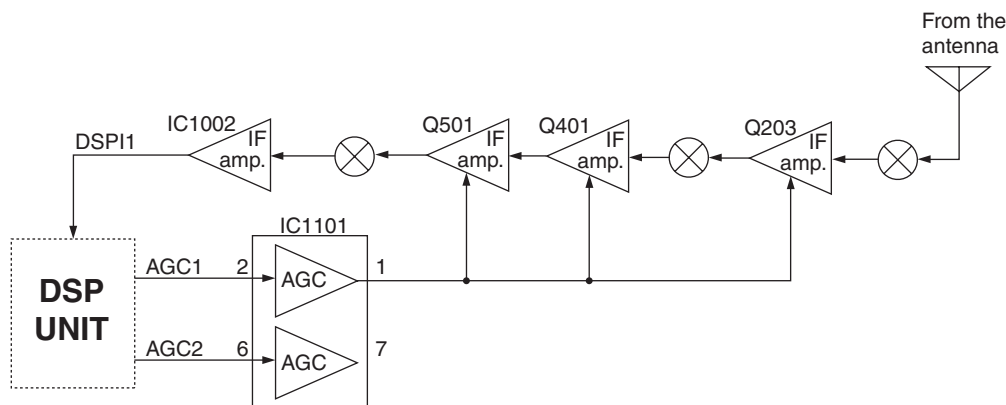 From the
antenna
IC1002
Q501
Q401
Q203
DSPI1
IF
amp.
IF
amp.
IF
amp.
IF
amp.
IC1101
AGC1
2
AGC
1
DSP
UNIT
AGC2
6
AGC
7